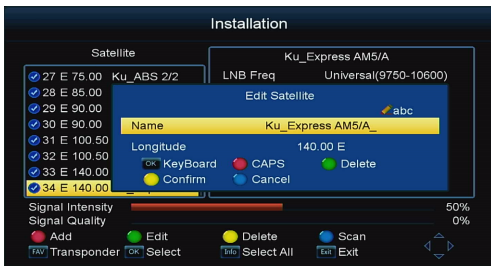 Installation
Satellite
Ku_Express AM5/A
27 E 75.00 Ku_ABS 2/2
LNB Freq Universal(9750-10600)
28 E 85.00
29 E 90.00
30 E 90.00
31 E 100.50
32 E 100.50
33 E 140.00
34 E 140.00
Edit Satellite
abc
Name Ku_Express AM5/A_
Longitude 140.00 E
OK KeyBoard CAPS Delete
Confirm Cancel
Signal Intensity 50%
Signal Quality 0%
Add Edit Delete Scan
FAV Transponder OK Select Info Select All Exit Exit